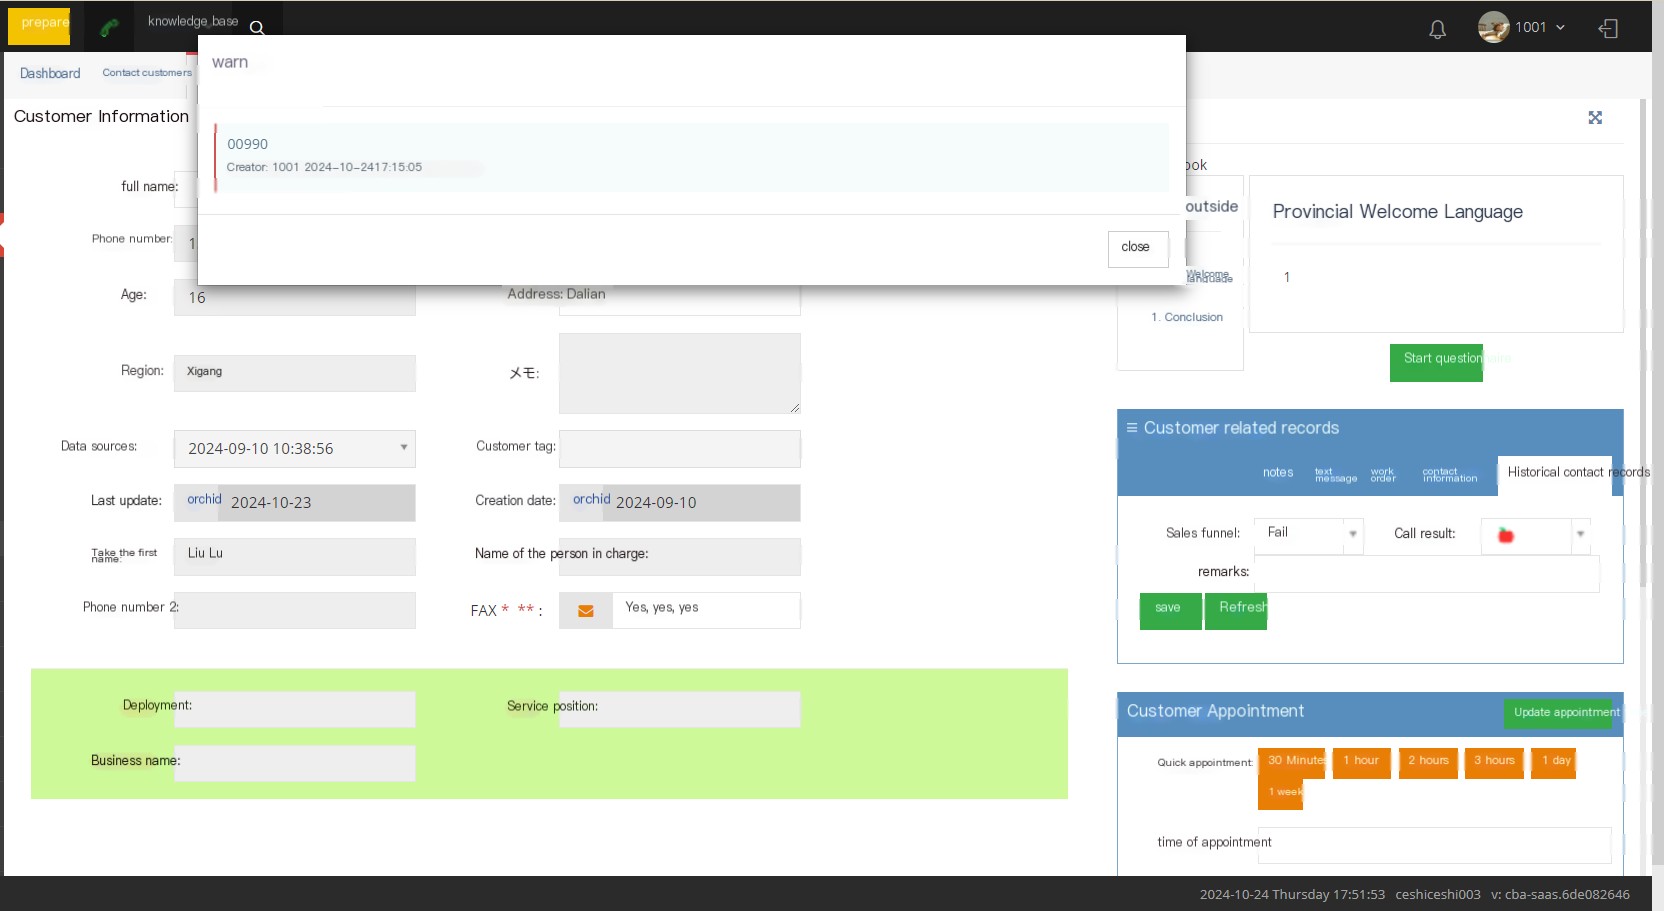 prepare
knowledge_base
1001
Dashboard
Contact customers
warn
00990
Creator: 1001 2024-10-2417:15:05
close
Customer Information
full name:
Phone number:
1
Age:
16
Address: Dalian
Region:
Xigang
メモ:
Data sources:
2024-09-10 10:38:56
Customer tag:
Last update:
orchid
2024-10-23
Creation date:
orchid
2024-09-10
Take the first
name:
Liu Lu
Name of the person in charge:
Phone number 2:
FAX * ** :
Yes, yes, yes
Deployment:
Service position:
Business name:
ook
outside
Welcome
language
1. Conclusion
Provincial Welcome Language
1
Start question
Customer related records
notes
text
message
work
order
contact
information
Historical contact records
Sales funnel:
Fail
Call result:
remarks:
save
Refresh
Customer Appointment
Update appointment
Quick appointment:
30 Minutes
1 hour
2 hours
3 hours
1 day
1 week
time of appointment
2024-10-24 Thursday 17:51:53 ceshiceshi003 v: cba-saas.6de082646